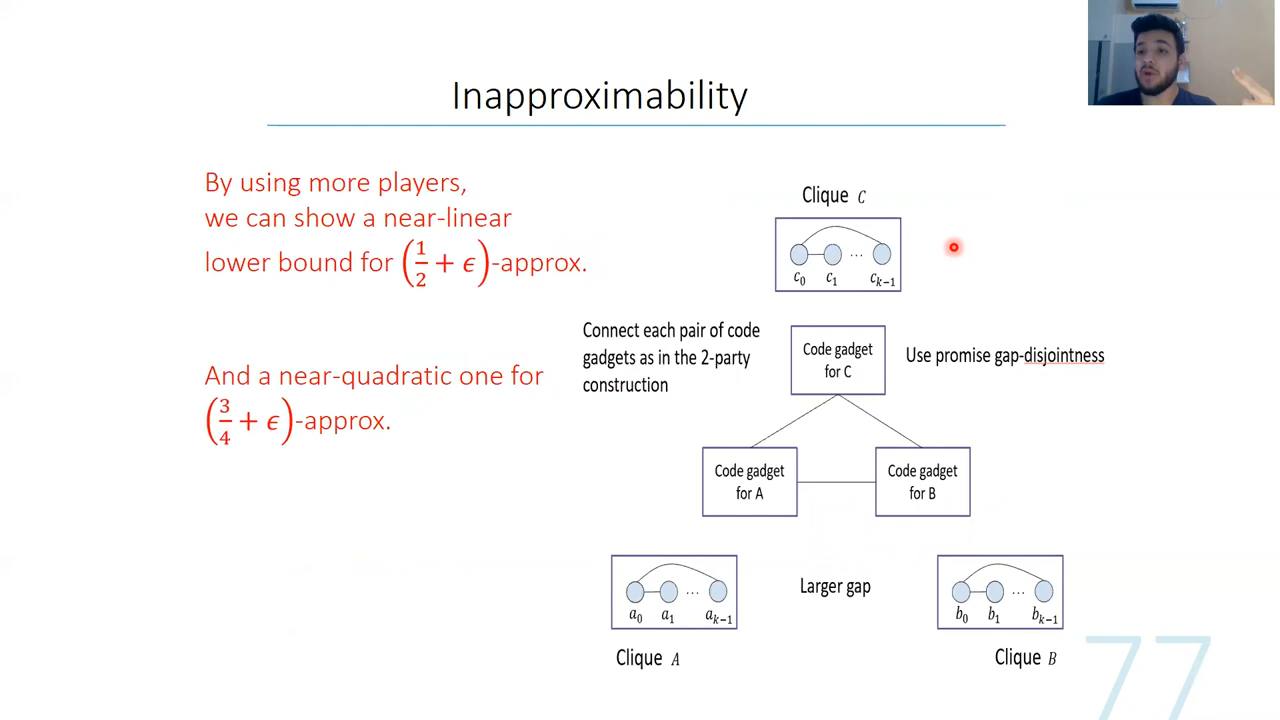 Inapproximability
By using more players,
we can show a near-linear
lower bound for (1/2 + ϵ)-approx.
And a near-quadratic one for
(3/4 + ϵ)-approx.
Clique C
c₀ c₁ ... cₖ₋₁
Connect each pair of code
gadgets as in the 2-party
construction
Code gadget
for C
Use promise gap-disjointness
Code gadget
for A
Code gadget
for B
a₀ a₁ ... aₖ₋₁
Clique A
Larger gap
b₀ b₁ ... bₖ₋₁
Clique B
77